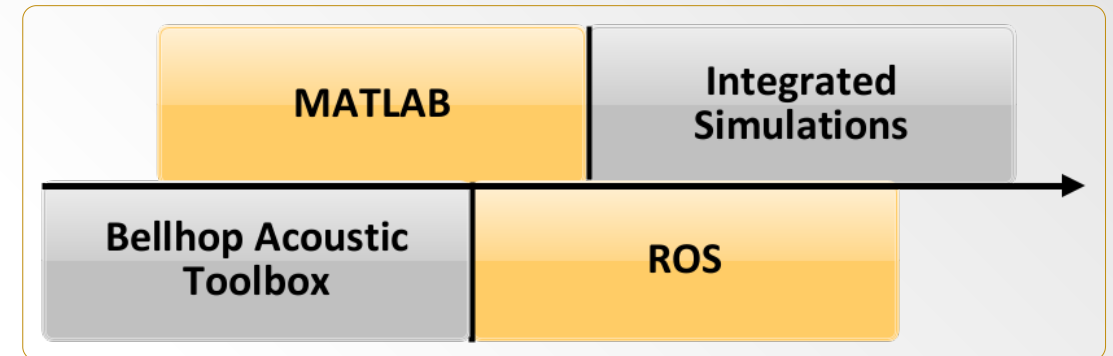 MATLAB
Integrated
Simulations
Bellhop Acoustic
Toolbox
ROS